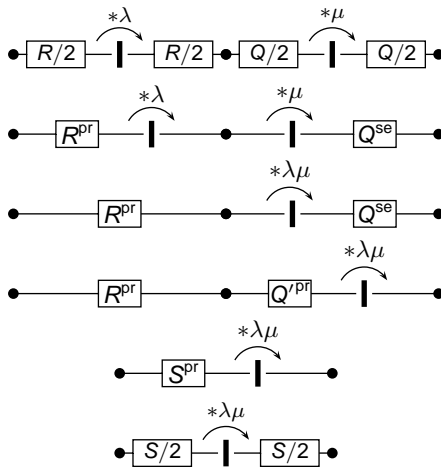 ∗λ ∗μ
R/2 R/2 Q/2 Q/2
∗λ ∗μ
R^pr Q^se
∗λμ
R^pr Q^se
∗λμ
R^pr Q′^pr
∗λμ
S^pr
∗λμ
S/2 S/2